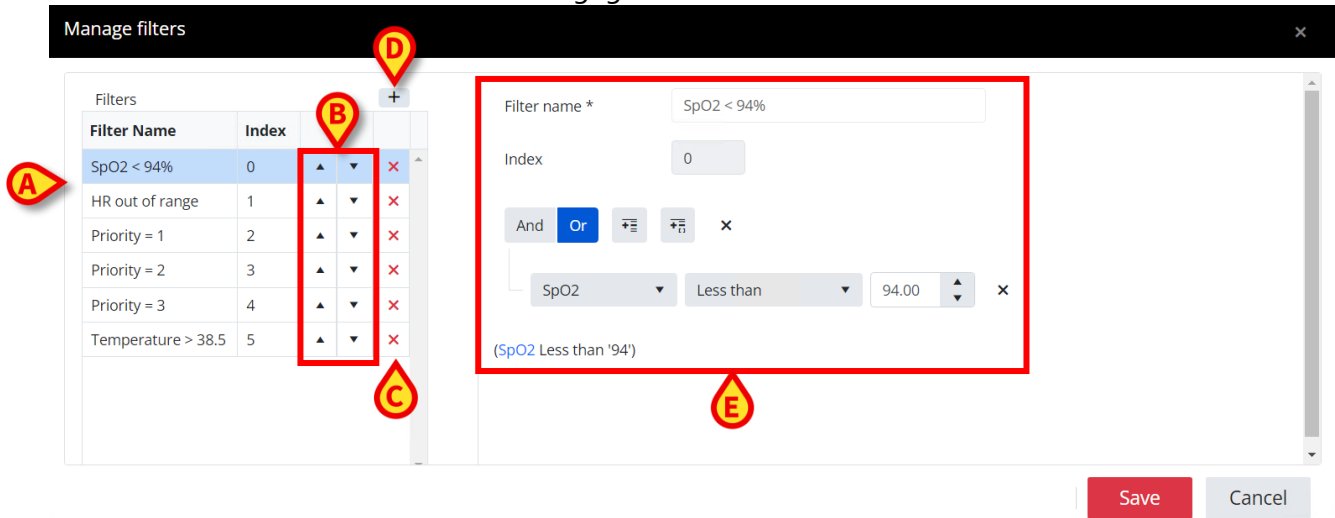 Manage filters ×
D
Filters +
B
Filter Name Index
SpO2 < 94% 0 ▲ ▼ ×
A
HR out of range 1 ▲ ▼ ×
Priority = 1 2 ▲ ▼ ×
Priority = 2 3 ▲ ▼ ×
Priority = 3 4 ▲ ▼ ×
Temperature > 38.5 5 ▲ ▼ ×
C
Filter name * SpO2 < 94%
Index 0
And Or ×
SpO2 ▼ Less than ▼ 94.00 ×
(SpO2 Less than '94')
E
Save Cancel